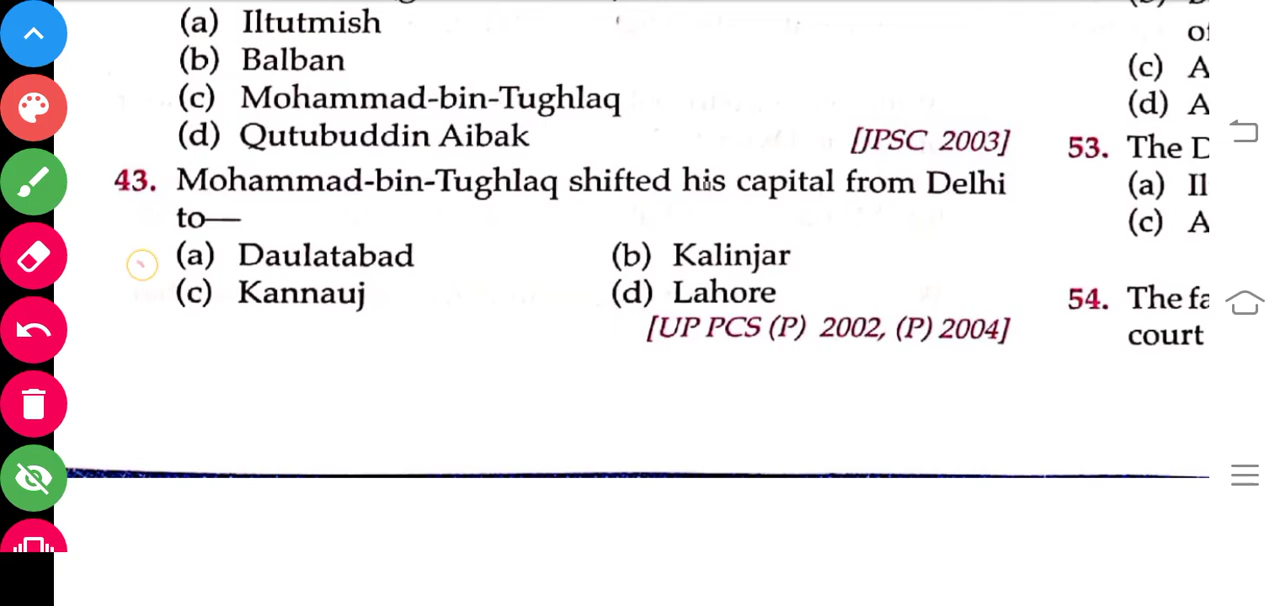 (a) Iltutmish
(b) Balban
(c) Mohammad-bin-Tughlaq
(d) Qutubuddin Aibak [JPSC, 2003]
43. Mohammad-bin-Tughlaq shifted his capital from Delhi
to—
(a) Daulatabad (b) Kalinjar
(c) Kannauj (d) Lahore
[UP PCS (P) 2002, (P) 2004]
(c) A
(d) A
53. The
(a) Il
(c) A
54. The fa
court